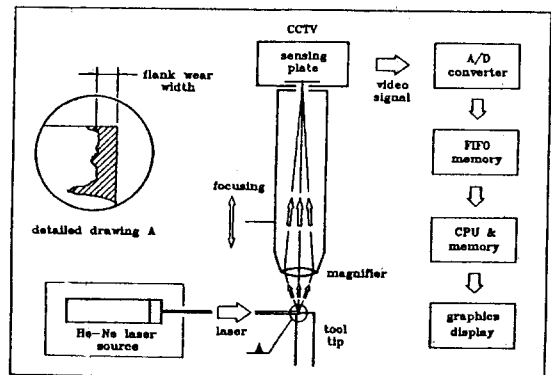 CCTV
sensing
plate
video
signal
A/D
converter
FIFO
memory
CPU &
memory
graphics
display
flank wear
width
detailed drawing A
focusing
magnifier
He-Ne laser
source
laser
tool
tip
A